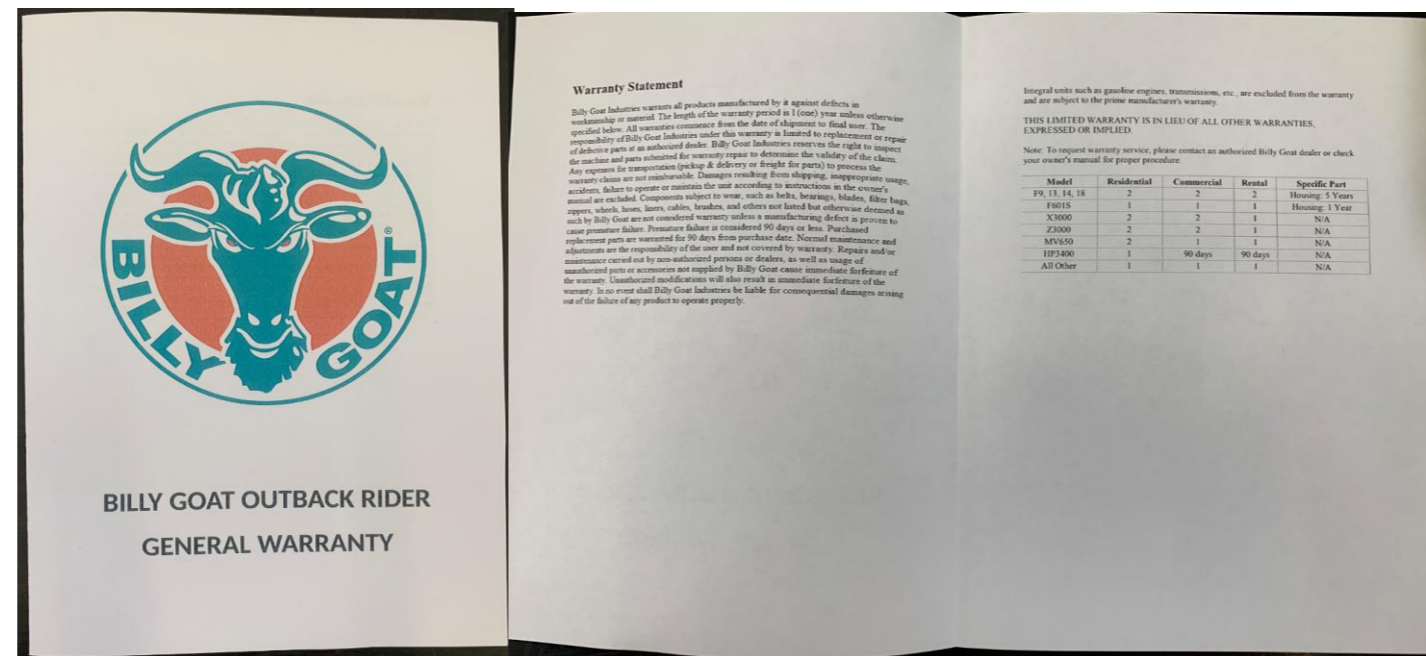 BILLY GOAT
®
BILLY GOAT OUTBACK RIDER
GENERAL WARRANTY
Warranty Statement
Billy Goat Industries warrants all products manufactured by it against defects in
workmanship or material. The length of the warranty period is 1 (one) year unless otherwise
specified below. All warranties commence from the date of shipment to final user. The
responsibility of Billy Goat Industries under this warranty is limited to replacement or repair
of defective parts at an authorized dealer. Billy Goat Industries reserves the right to inspect
the machine and parts submitted for warranty repair to determine the validity of the claim.
Any expenses for transportation (pickup & delivery or freight for parts) to process the
warranty claims are not reimbursable. Damages resulting from shipping, inappropriate usage,
accidents, failure to operate or maintain the unit according to instructions in the owner's
manual are excluded. Components subject to wear, such as belts, bearings, blades, filter bags,
zippers, wheels, hoses, liners, cables, brushes, and others not listed but otherwise deemed as
such by Billy Goat are not considered warranty unless a manufacturing defect is proven to
cause premature failure. Premature failure is considered 90 days or less. Purchased
replacement parts are warranted for 90 days from purchase date. Normal maintenance and
adjustments are the responsibility of the user and not covered by warranty. Repairs and/or
maintenance carried out by non-authorized persons or dealers, as well as usage of
unauthorized parts or accessories not supplied by Billy Goat cause immediate forfeiture of
the warranty. Unauthorized modifications will also result in immediate forfeiture of the
warranty. In no event shall Billy Goat Industries be liable for consequential damages arising
out of the failure of any product to operate properly.
Integral units such as gasoline engines, transmissions, etc., are excluded from the warranty
and are subject to the prime manufacturer's warranty.
THIS LIMITED WARRANTY IS IN LIEU OF ALL OTHER WARRANTIES,
EXPRESSED OR IMPLIED.
Note: To request warranty service, please contact an authorized Billy Goat dealer or check
your owner's manual for proper procedure.
Model Residential Commercial Rental Specific Part
F9, 13, 14, 18 2 2 2 Housing: 5 Years
F601S 1 1 1 Housing: 1 Year
X3000 2 2 1 N/A
Z3000 2 2 1 N/A
MV650 2 1 1 N/A
HP3400 1 90 days 90 days N/A
All Other 1 1 1 N/A